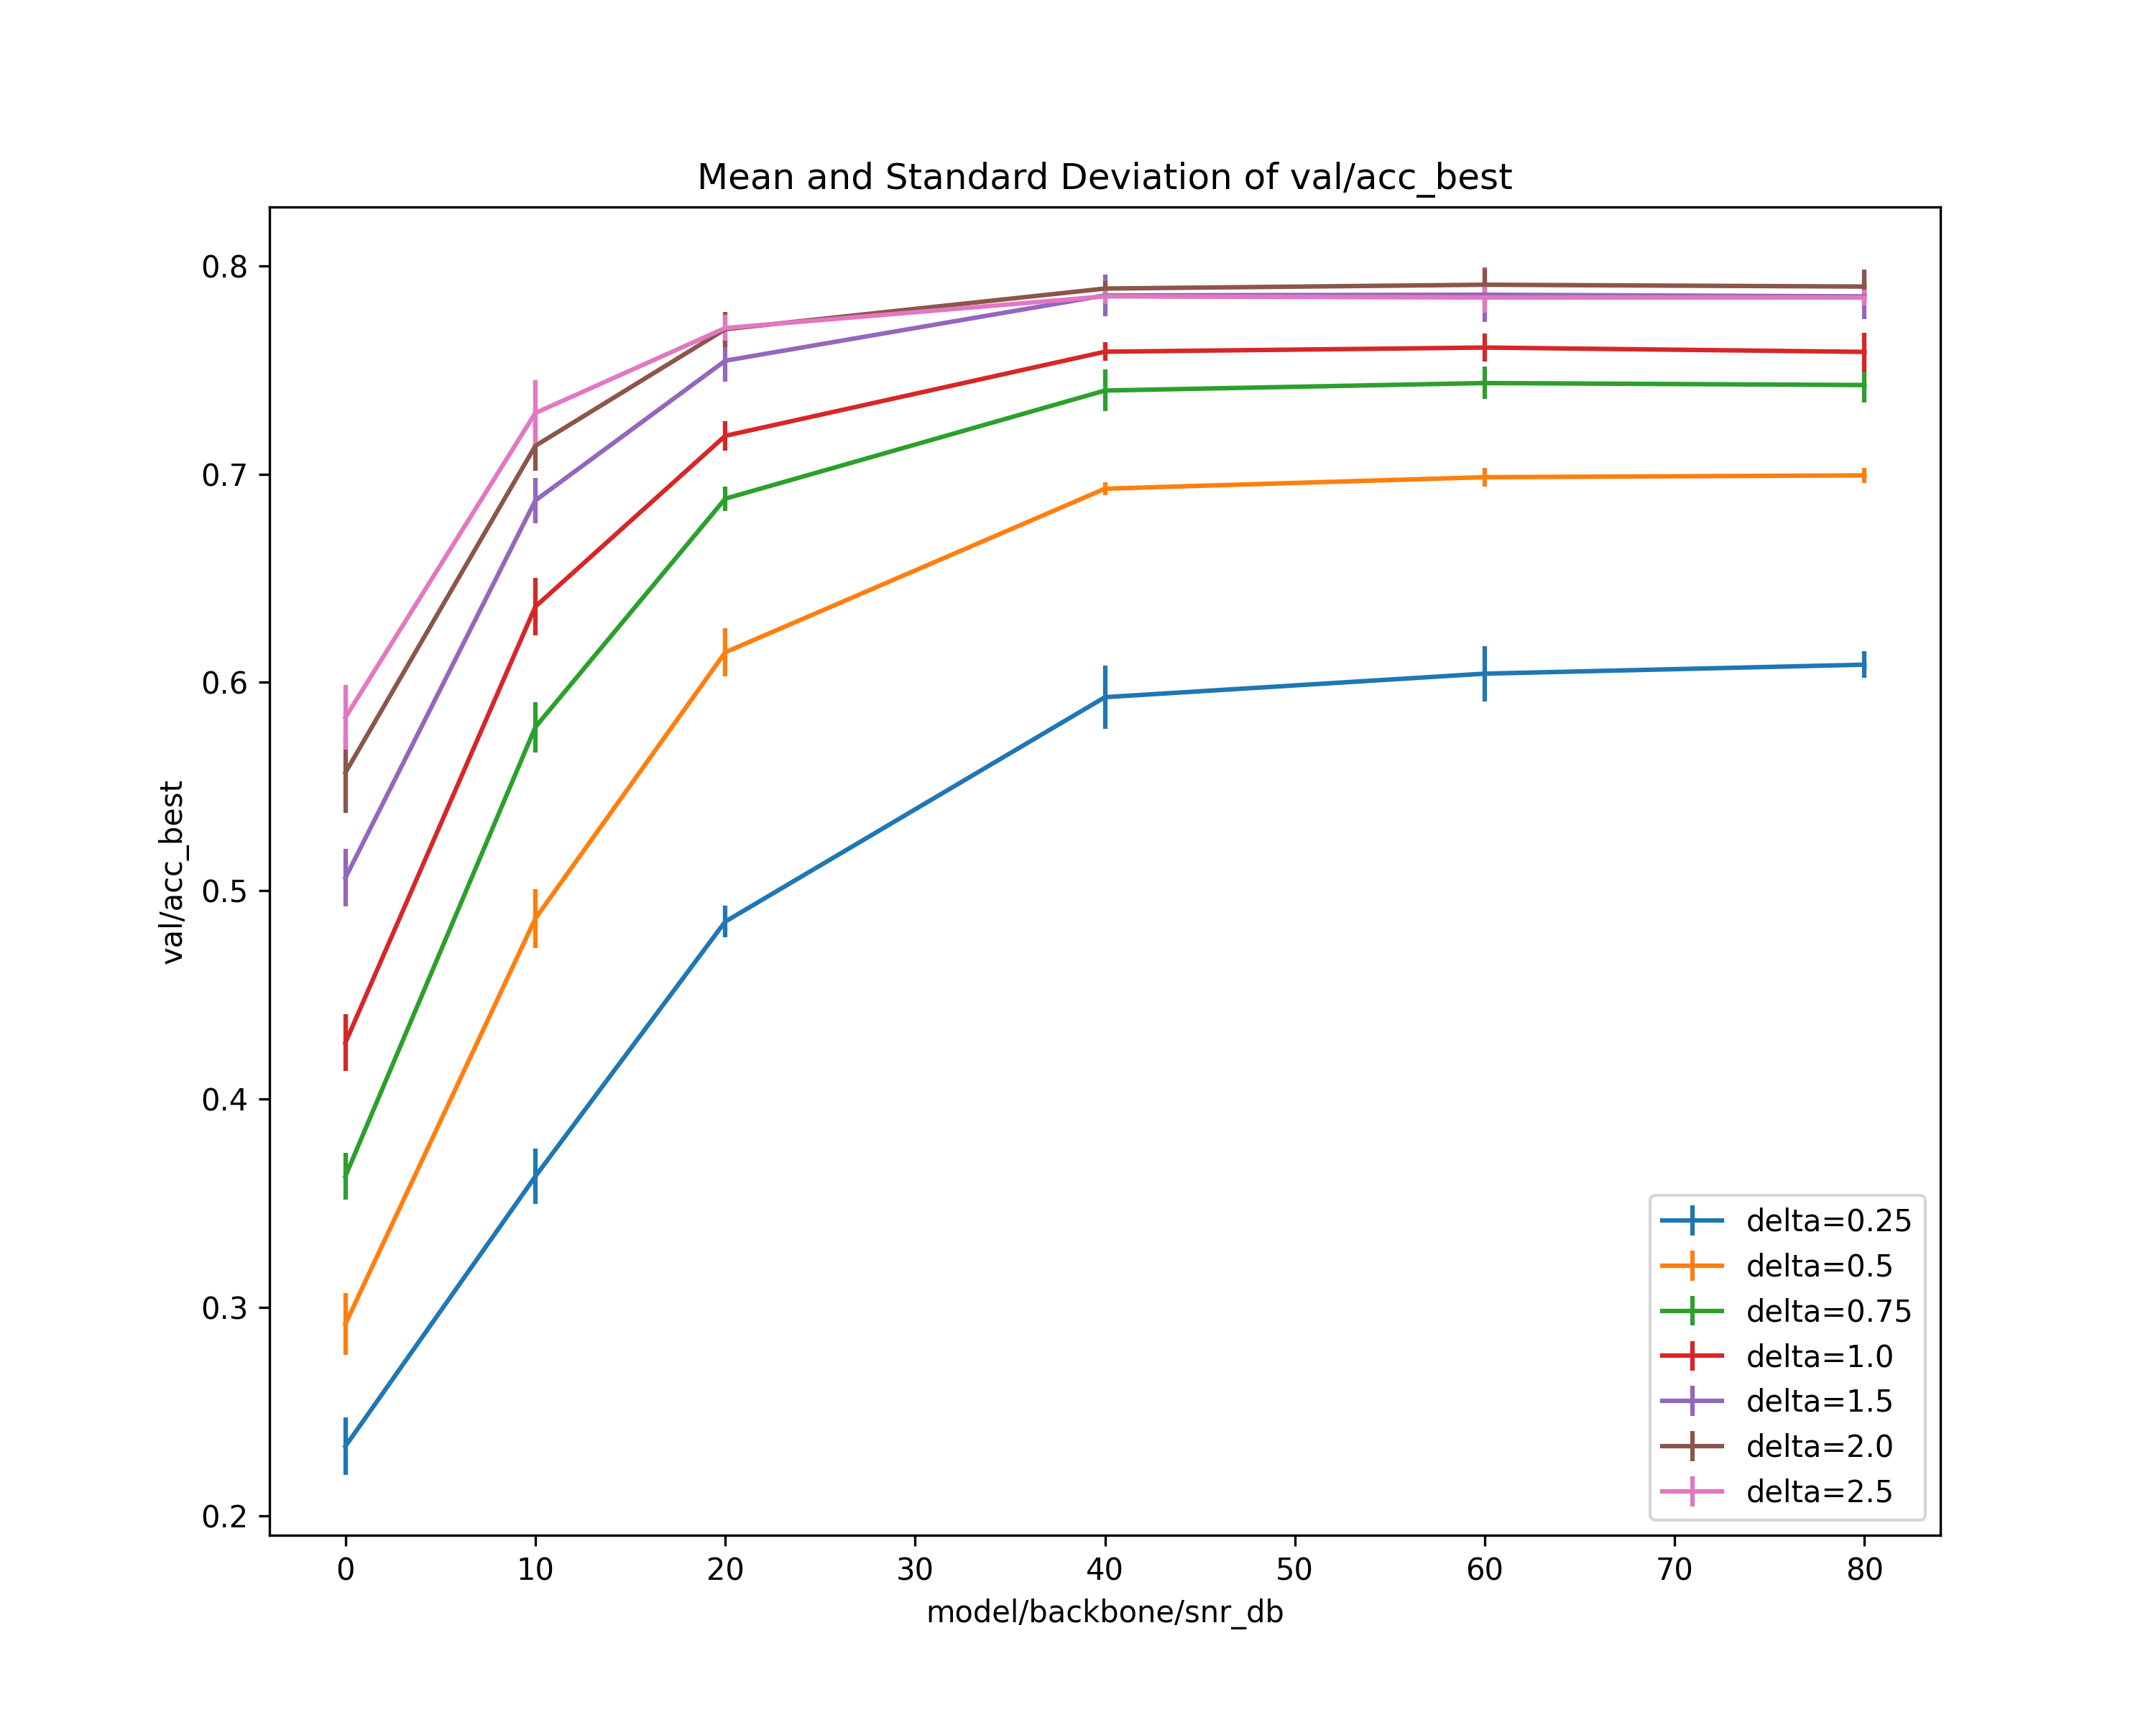 Mean and Standard Deviation of val/acc_best
val/acc_best
0.8
0.7
0.6
0.5
0.4
0.3
0.2
0 10 20 30 40 50 60 70 80
model/backbone/snr_db
delta=0.25
delta=0.5
delta=0.75
delta=1.0
delta=1.5
delta=2.0
delta=2.5